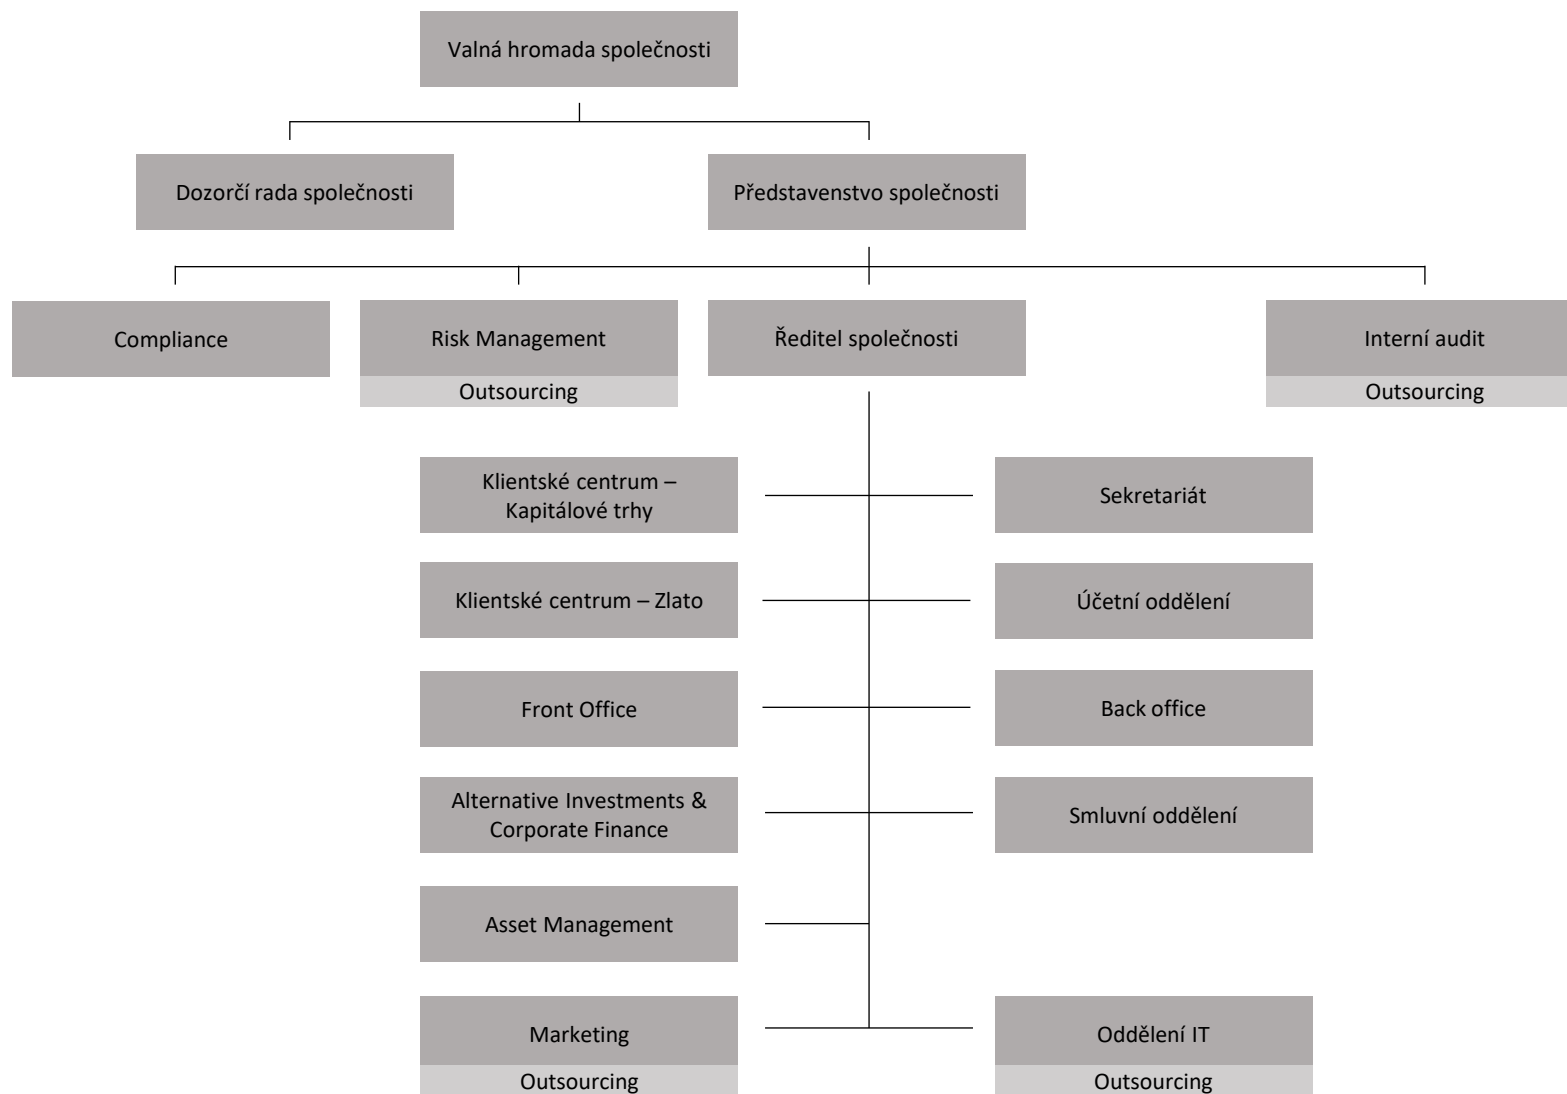 Valná hromada společnosti
Dozorčí rada společnosti
Představenstvo společnosti
Compliance
Risk Management
Outsourcing
Ředitel společnosti
Interní audit
Outsourcing
Klientské centrum –
Kapitálové trhy
Sekretariát
Klientské centrum – Zlato
Účetní oddělení
Front Office
Back office
Alternative Investments &
Corporate Finance
Smluvní oddělení
Asset Management
Marketing
Outsourcing
Oddělení IT
Outsourcing